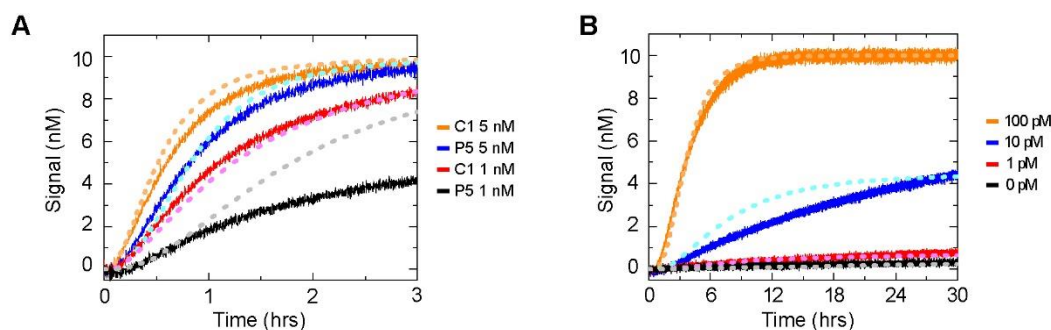 A
Signal (nM)
10
8
6
4
2
0
0
1
2
3
Time (hrs)
C1 5 nM
P5 5 nM
C1 1 nM
P5 1 nM
B
Signal (nM)
10
8
6
4
2
0
0
6
12
18
24
30
Time (hrs)
100 pM
10 pM
1 pM
0 pM